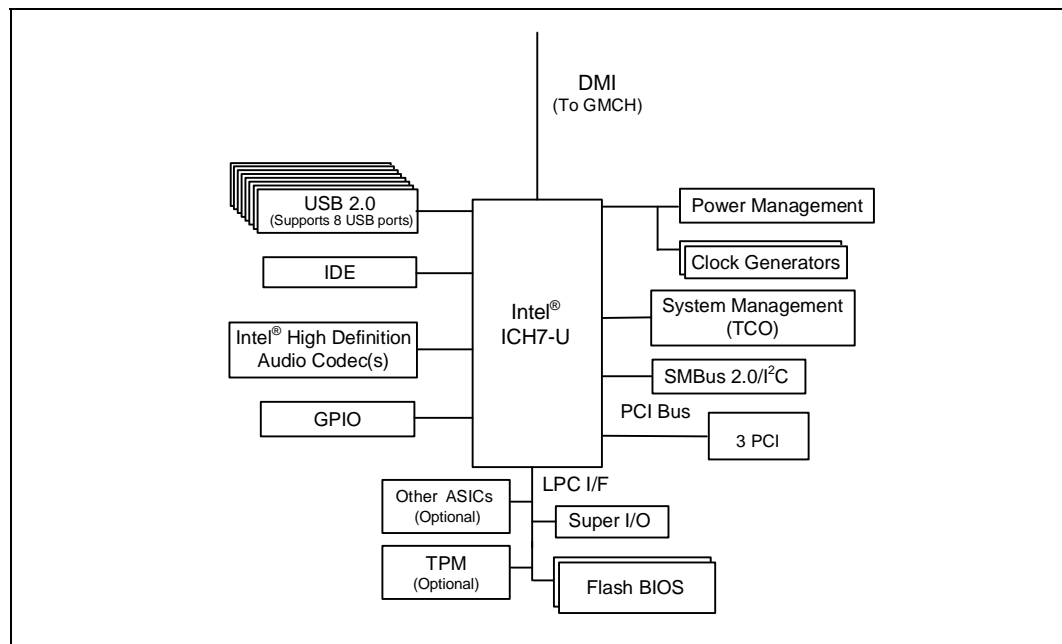 DMI
(To GMCH)
USB 2.0
(Supports 8 USB ports)
IDE
Intel® High Definition
Audio Codec(s)
GPIO
Intel®
ICH7-U
Power Management
Clock Generators
System Management
(TCO)
SMBus 2.0/I²C
PCI Bus
3 PCI
LPC I/F
Other ASICs
(Optional)
Super I/O
TPM
(Optional)
Flash BIOS